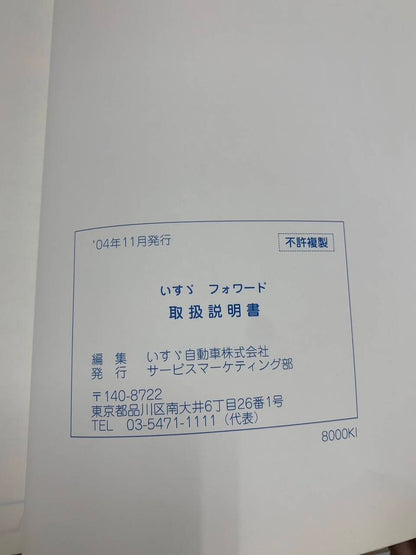 '04年11月発行
不許複製
いすゞ フォワード
取扱説明書
編 集 いすゞ自動車株式会社
発 行 サービスマーケティング部
〒140-8722
東京都品川区南大井6丁目26番1号
TEL 03-5471-1111（代表）
8000KI